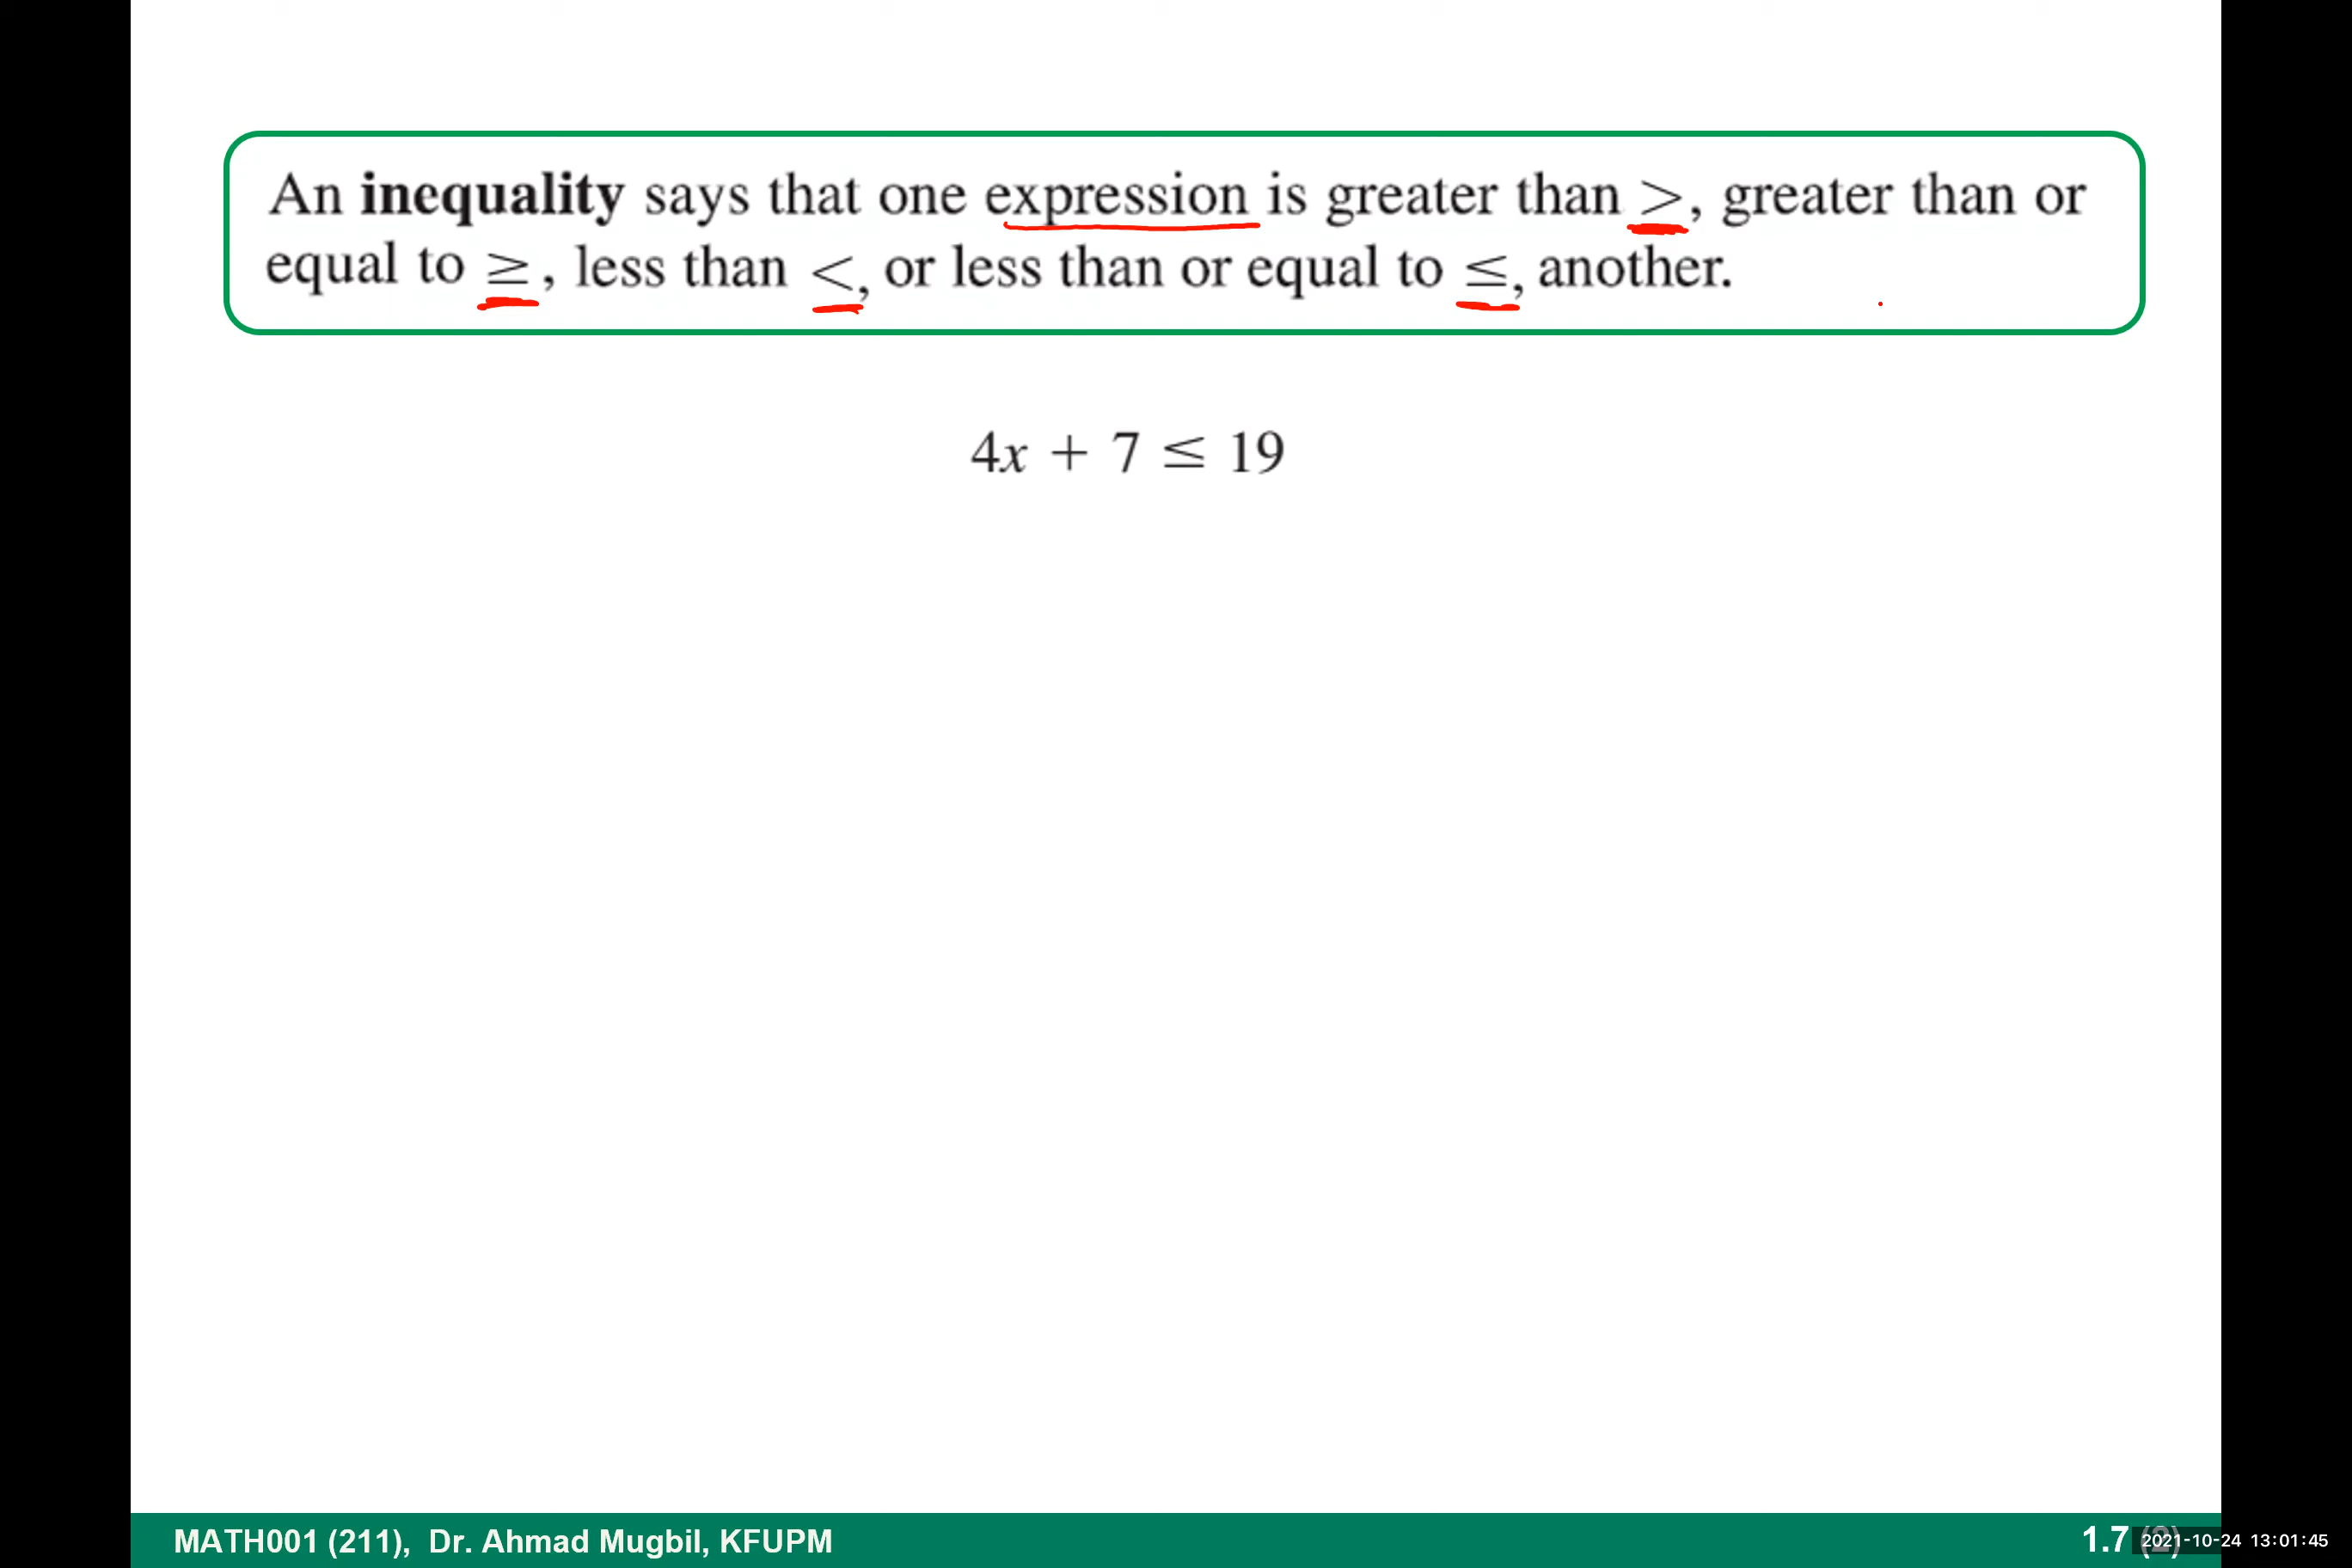 An inequality says that one expression is greater than >, greater than or
equal to ≥, less than <, or less than or equal to ≤, another.
4x + 7 ≤ 19
MATH001 (211), Dr. Ahmad Mugbil, KFUPM
1.7 (2)
2021-10-24 13:01:45